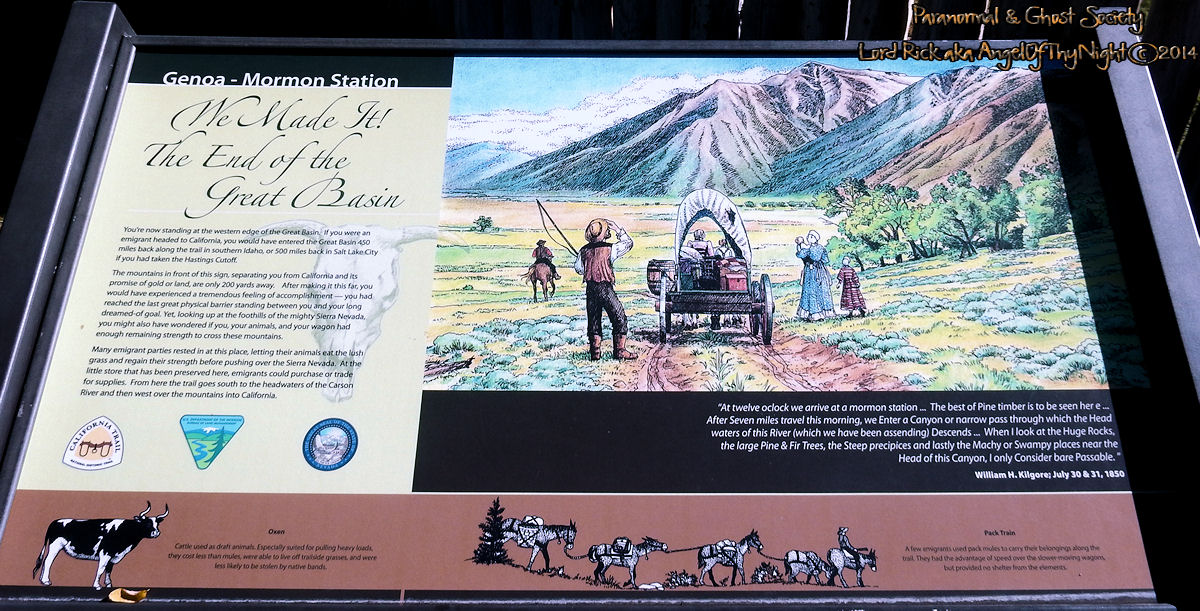 Paranormal & Ghost Society
Lord Rick aka AngelOfThyNight © 2014
Genoa - Mormon Station
We Made It!
The End of the
Great Basin
You're now standing at the western edge of the Great Basin. If you were an
emigrant headed to California, you would have entered the Great Basin 450
miles back along the trail in southern Idaho, or 500 miles back in Salt Lake City
if you had taken the Hastings Cutoff.
The mountains in front of this sign, separating you from California and its
promise of gold or land, are only 200 yards away. After making it this far, you
would have experienced a tremendous feeling of accomplishment — you had
reached the last great physical barrier standing between you and your long
dreamed-of goal. Yet, looking up at the foothills of the mighty Sierra Nevada,
you might also have wondered if you, your animals, and your wagon had
enough remaining strength to cross these mountains.
Many emigrant parties rested in at this place, letting their animals eat the lush
grass and regain their strength before pushing over the Sierra Nevada. At the
little store that has been preserved here, emigrants could purchase or trade
for supplies. From here the trail goes south to the headwaters of the Carson
River and then west over the mountains into California.
CALIFORNIA TRAIL
NATIONAL HISTORIC TRAIL
U.S. DEPARTMENT OF THE INTERIOR
BUREAU OF LAND MANAGEMENT
"At twelve oclock we arrive at a mormon station ... The best of Pine timber is to be seen her e ...
After Seven miles travel this morning, we Enter a Canyon or narrow pass through which the Head
waters of this River (which we have been assending) Descends ... When I look at the Huge Rocks,
the large Pine & Fir Trees, the Steep precipices and lastly the Machy or Swampy places near the
Head of this Canyon, I only Consider bare Passable."
William H. Kilgore; July 30 & 31, 1850
Oxen
Cattle used as draft animals. Especially suited for pulling heavy loads,
they cost less than mules, were able to live off trailside grasses, and were
less likely to be stolen by native bands.
Pack Train
A few emigrants used pack mules to carry their belongings along the
trail. They had the advantage of speed over the slower-moving wagons,
but provided no shelter from the elements.